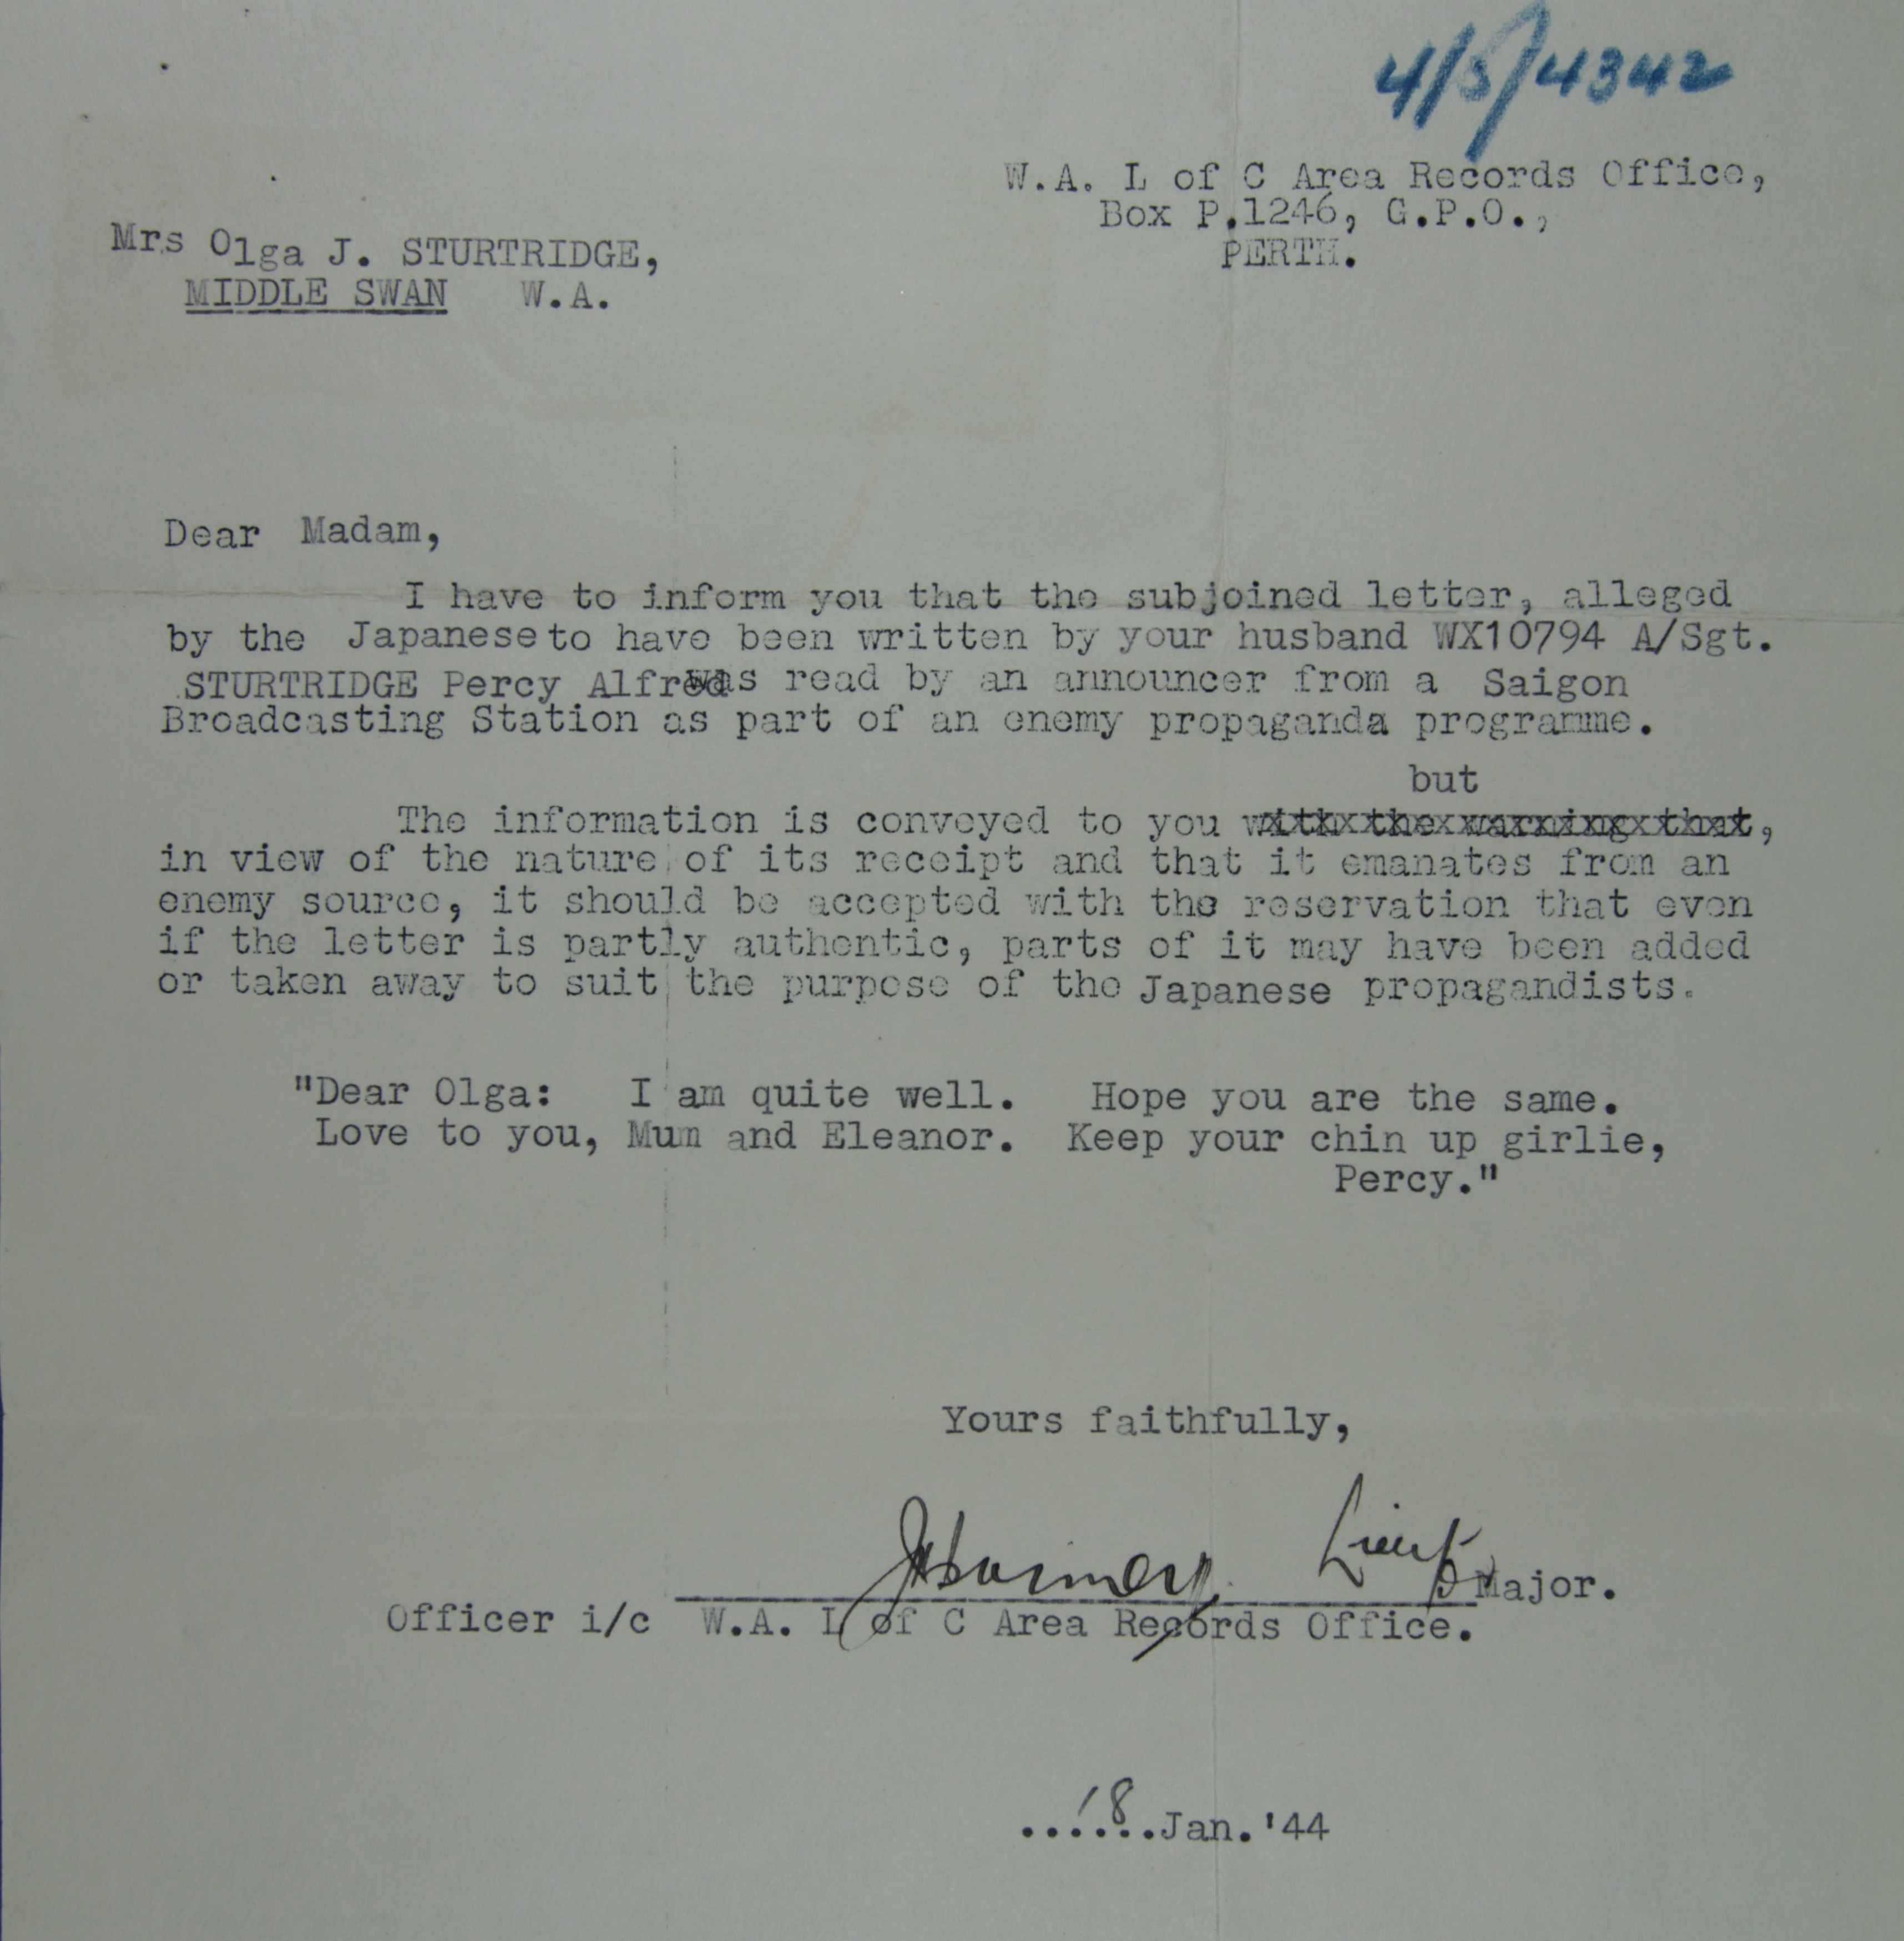 4/5/4342
W.A. L of C Area Records Office,
Box P.1246, G.P.O.,
PERTH.
Mrs Olga J. STURTRIDGE,
MIDDLE SWAN W.A.
Dear Madam,
I have to inform you that the subjoined letter, alleged
by the Japanese to have been written by your husband WX10794 A/Sgt.
STURTRIDGE Percy Alfred was read by an announcer from a Saigon
Broadcasting Station as part of an enemy propaganda programme.
but
The information is conveyed to you with the warning that,
in view of the nature of its receipt and that it emanates from an
enemy source, it should be accepted with the reservation that even
if the letter is partly authentic, parts of it may have been added
or taken away to suit the purpose of the Japanese propagandists.
"Dear Olga: I am quite well. Hope you are the same.
Love to you, Mum and Eleanor. Keep your chin up girlie,
Percy."
Yours faithfully,
Lieut
Major.
Officer i/c W.A. L of C Area Records Office.
..18..Jan.'44